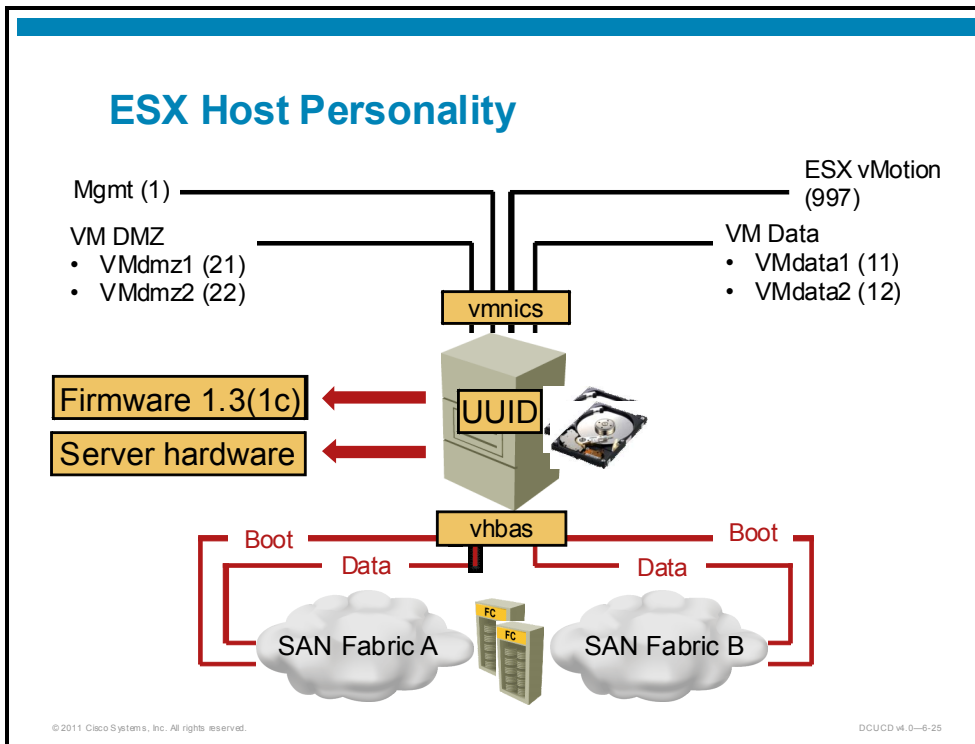 ESX Host Personality
Mgmt (1)
ESX vMotion
(997)
VM DMZ
• VMdmz1 (21)
• VMdmz2 (22)
VM Data
• VMdata1 (11)
• VMdata2 (12)
vmnics
Firmware 1.3(1c)
UUID
Server hardware
vhbas
Boot
Boot
Data
Data
FC
FC
SAN Fabric A
SAN Fabric B
© 2011 Cisco Systems, Inc. All rights reserved.
DCUCD v4.0—6-25